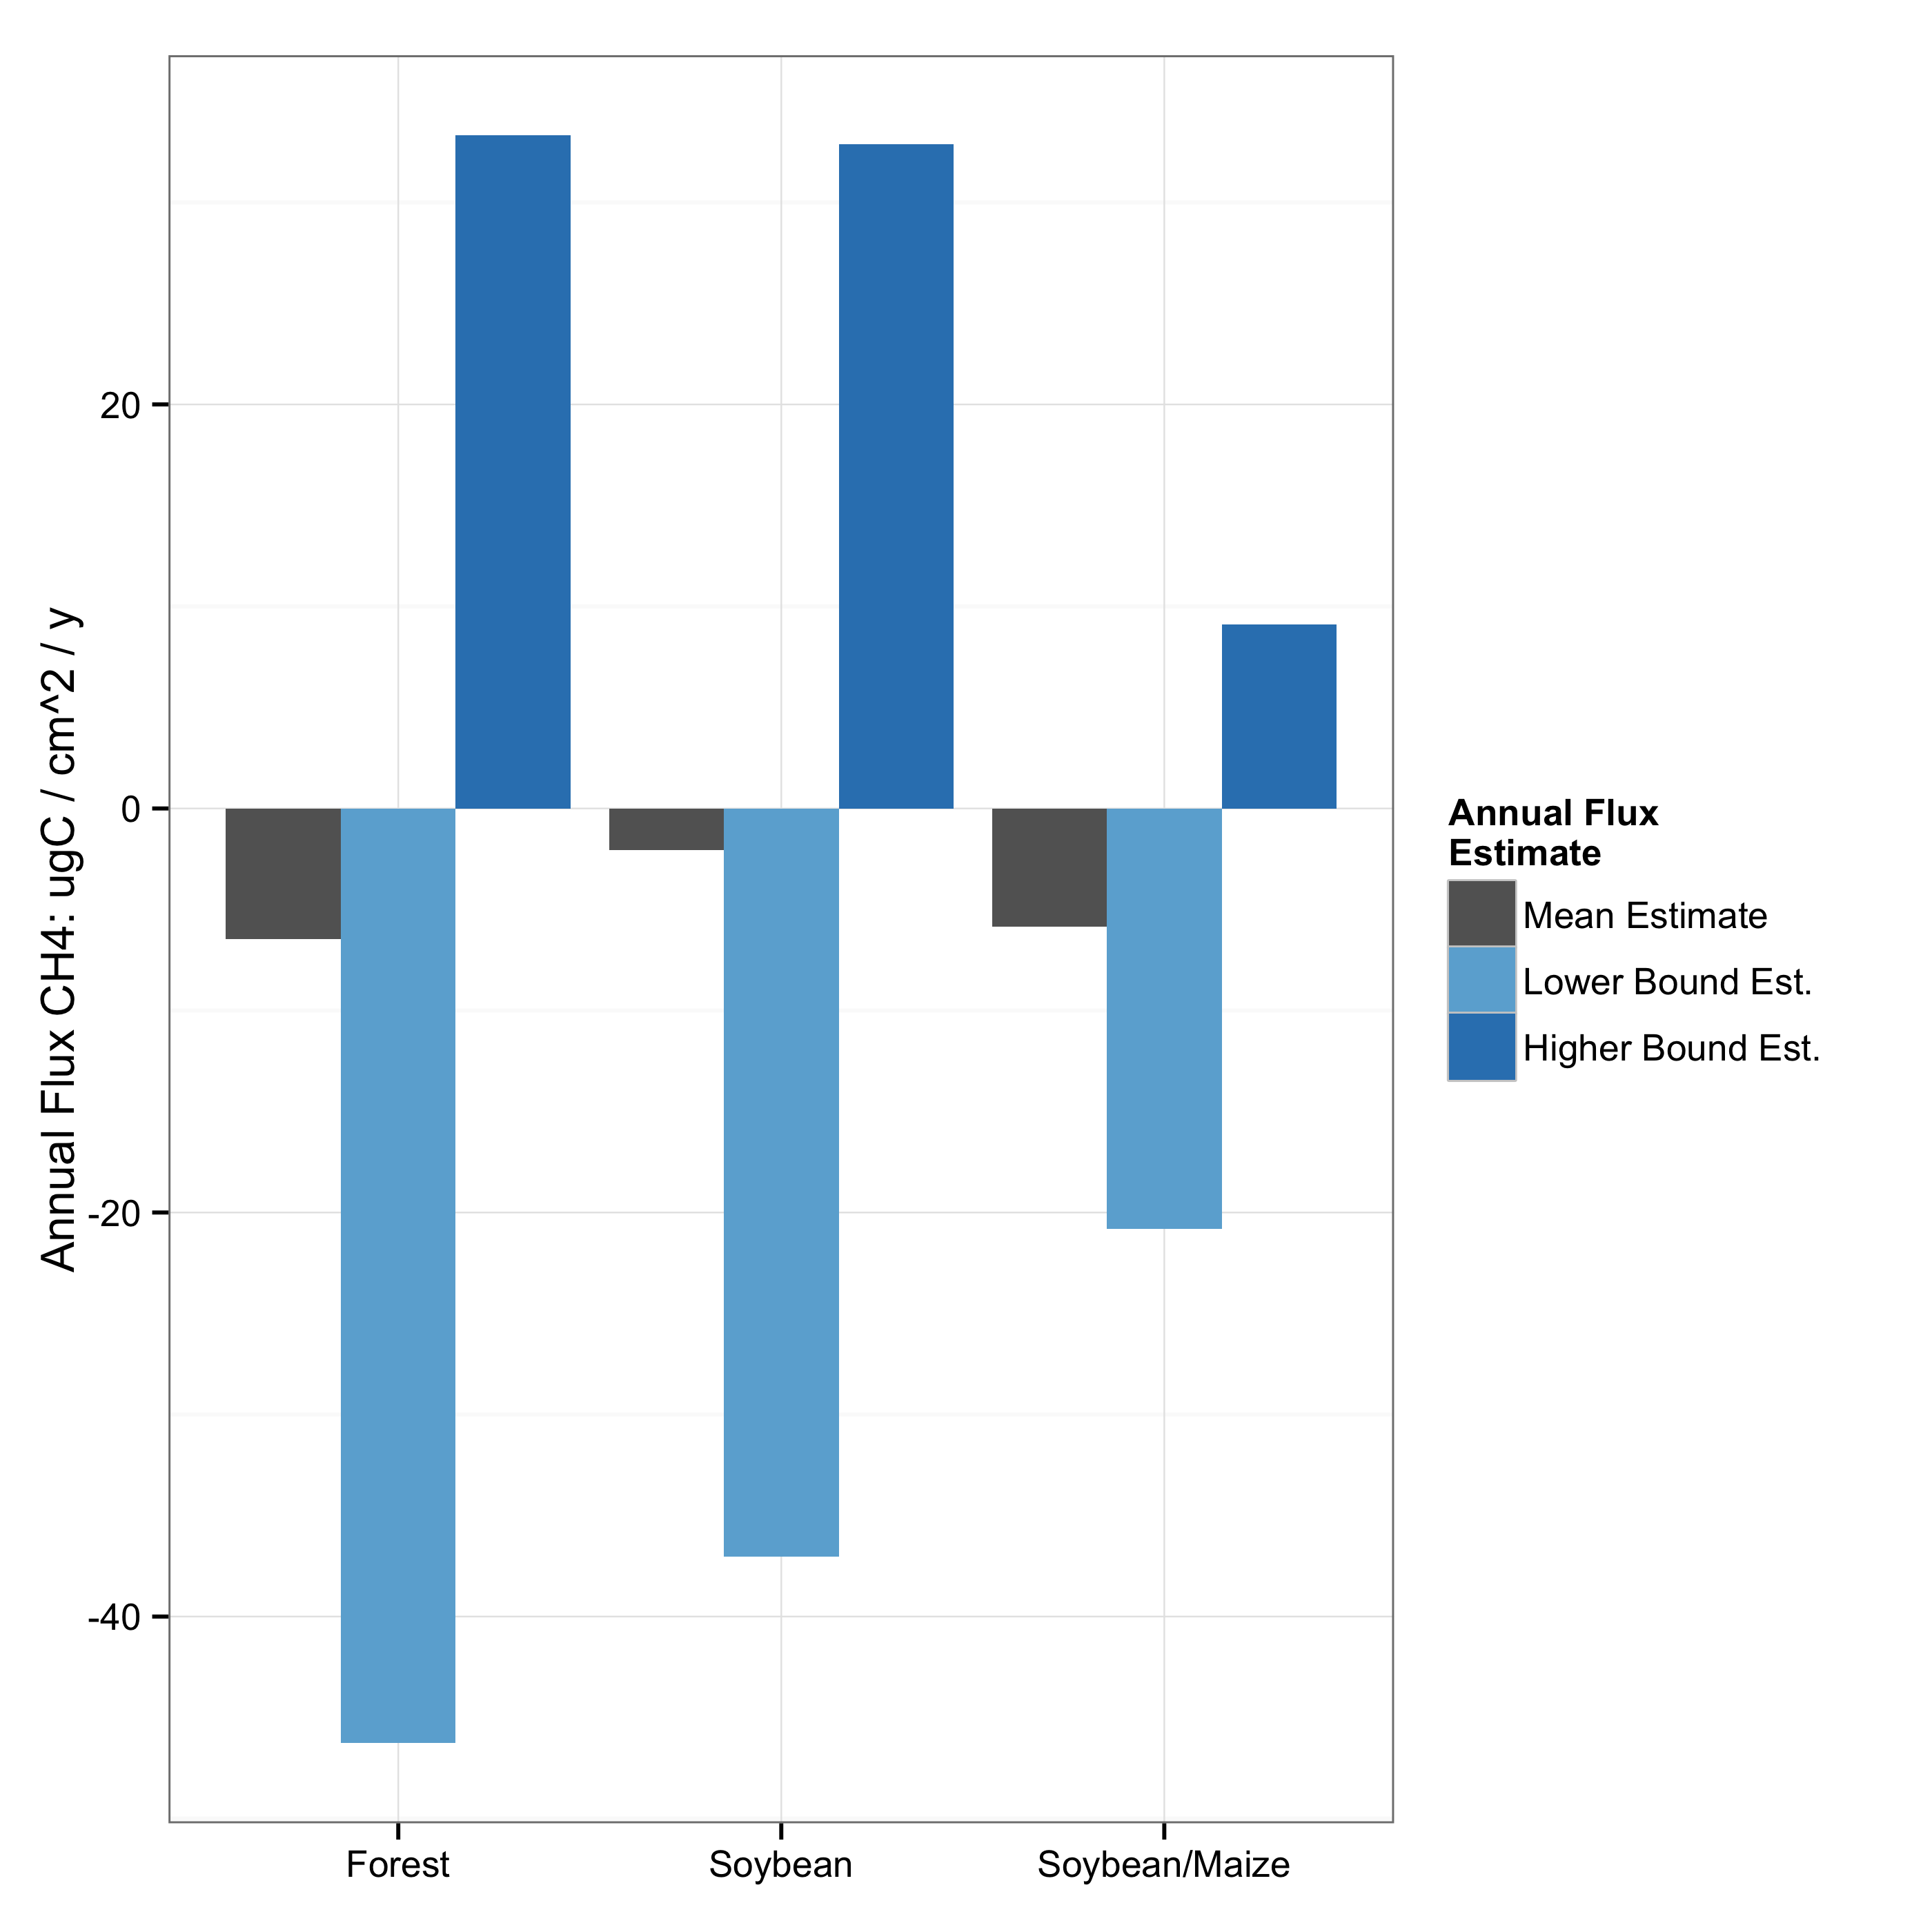 Annual Flux CH4: ugC / cm^2 / y
20
0
-20
-40
Forest
Soybean
Soybean/Maize
Annual Flux
Estimate
Mean Estimate
Lower Bound Est.
Higher Bound Est.